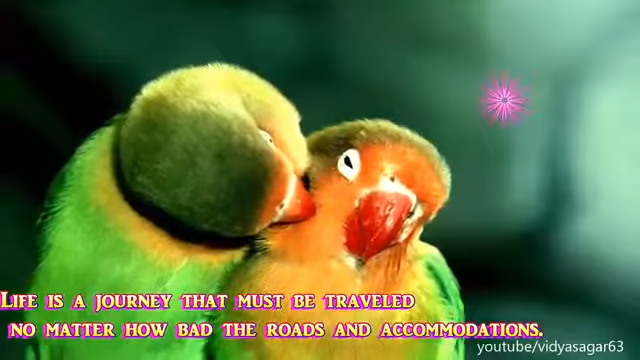 Life is a journey that must be traveled
no matter how bad the roads and accommodations.
youtube/vidyasagar63